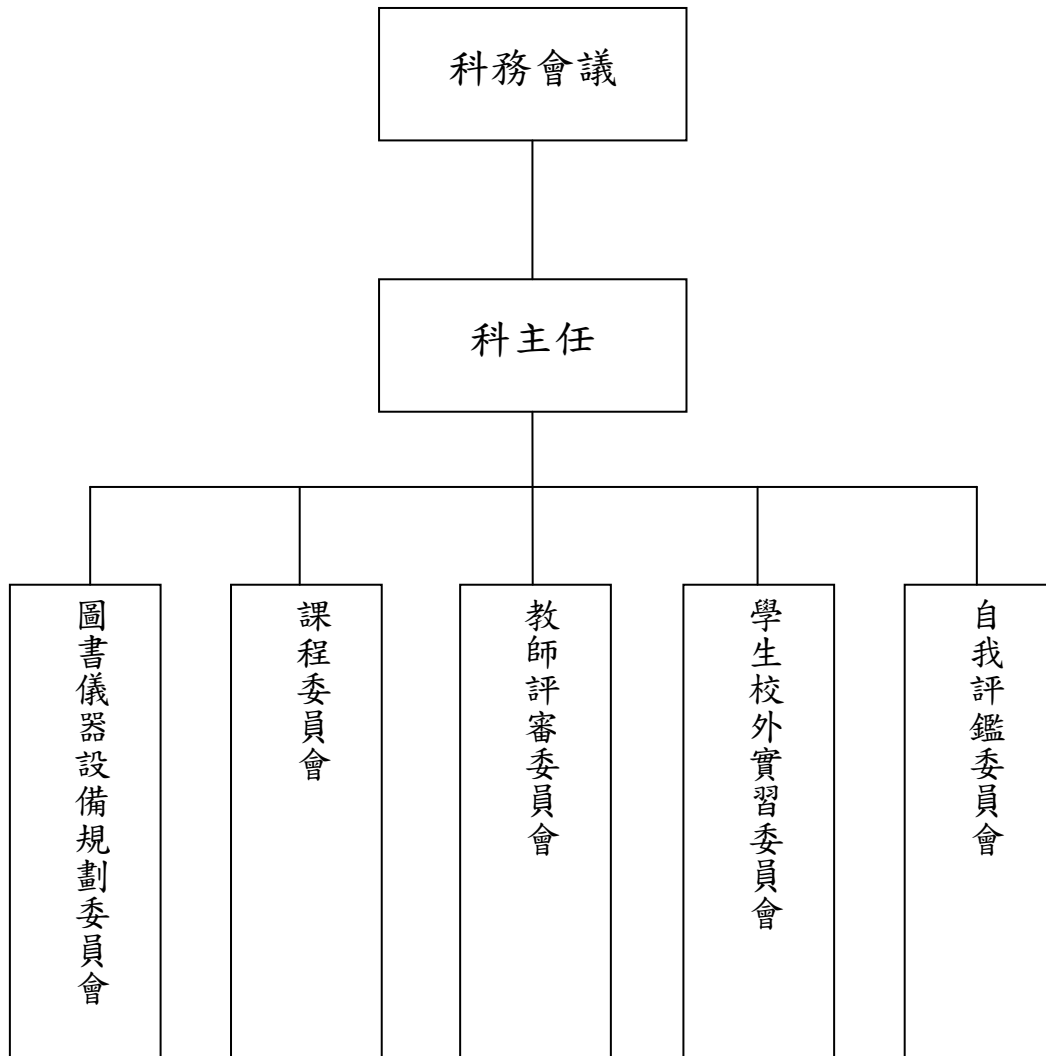 科務會議
科主任
圖書儀器設備規劃委員會
課程委員會
教師評審委員會
學生校外實習委員會
自我評鑑委員會